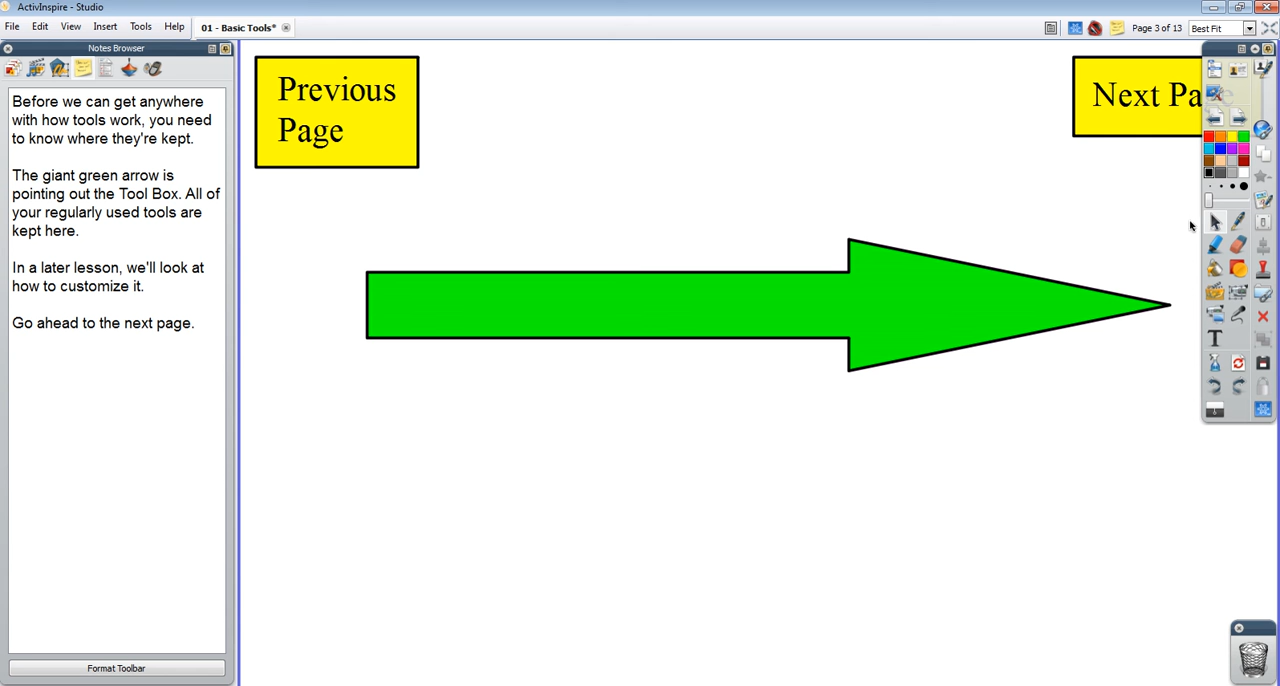 ActivInspire - Studio
File Edit View Insert Tools Help 01 - Basic Tools* Page 3 of 13 Best Fit
Notes Browser
Before we can get anywhere
with how tools work, you need
to know where they're kept.
The giant green arrow is
pointing out the Tool Box. All of
your regularly used tools are
kept here.
In a later lesson, we'll look at
how to customize it.
Go ahead to the next page.
Format Toolbar
Previous
Page
Next Pa
T